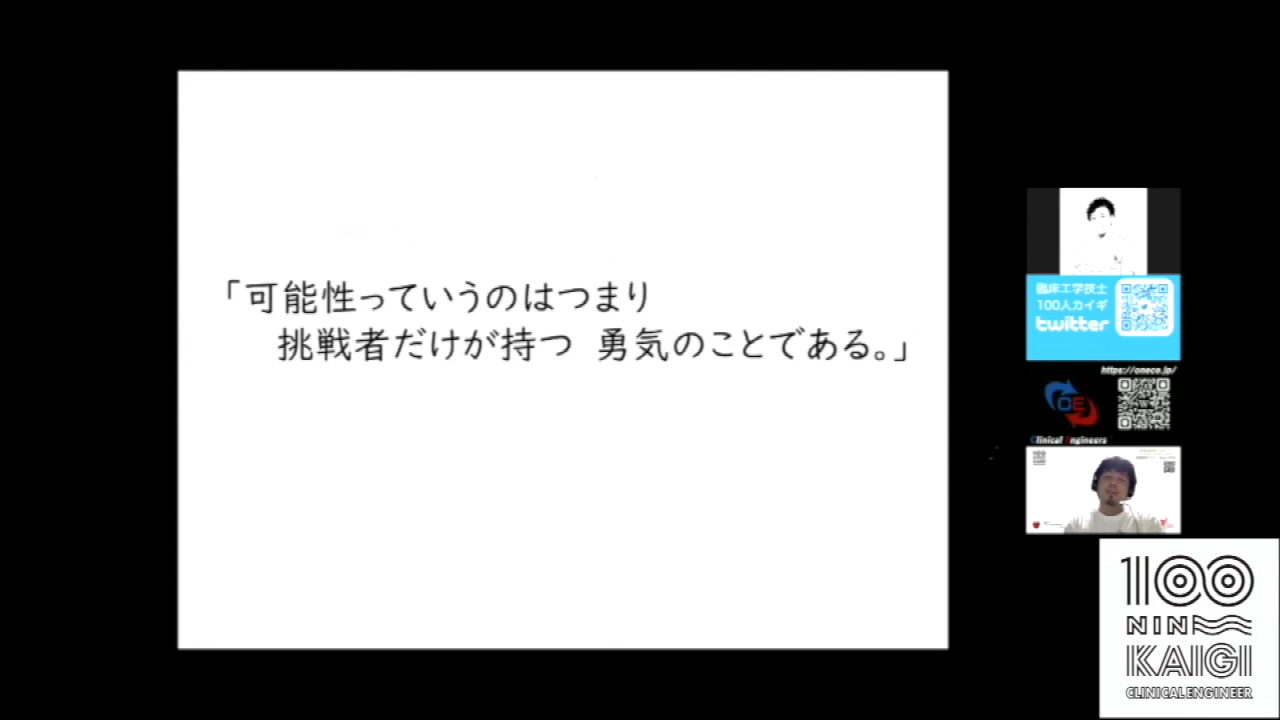 「可能性っていうのはつまり
挑戦者だけが持つ 勇気のことである。」
臨床工学技士
100人カイギ
twitter
https://onece.jp/
CE
Clinical Engineers
100
NIN
KAIGI
CLINICAL ENGINEER